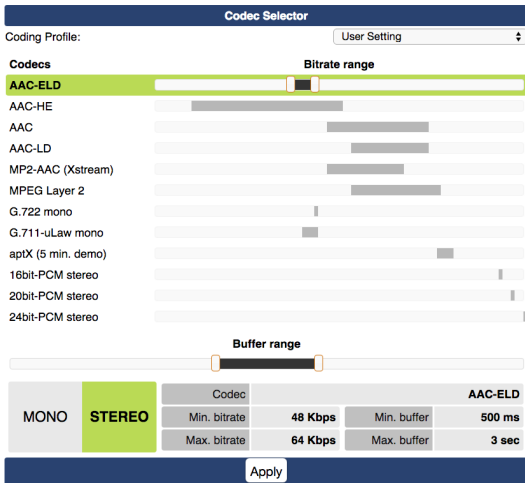 Codec Selector
Coding Profile: User Setting
Codecs Bitrate range
AAC-ELD
AAC-HE
AAC
AAC-LD
MP2-AAC (Xstream)
MPEG Layer 2
G.722 mono
G.711-uLaw mono
aptX (5 min. demo)
16bit-PCM stereo
20bit-PCM stereo
24bit-PCM stereo
Buffer range
MONO STEREO
Codec AAC-ELD
Min. bitrate 48 Kbps Min. buffer 500 ms
Max. bitrate 64 Kbps Max. buffer 3 sec
Apply